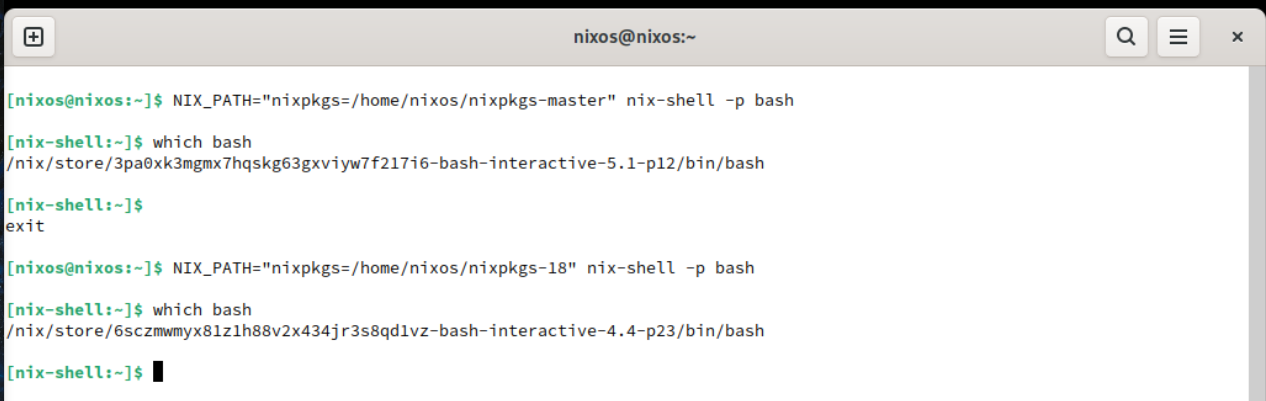 nixos@nixos:~
[nixos@nixos:~]$ NIX_PATH="nixpkgs=/home/nixos/nixpkgs-master" nix-shell -p bash
[nix-shell:~]$ which bash
/nix/store/3pa0xk3mgmx7hqskg63gxviyw7f217i6-bash-interactive-5.1-p12/bin/bash
[nix-shell:~]$
exit
[nixos@nixos:~]$ NIX_PATH="nixpkgs=/home/nixos/nixpkgs-18" nix-shell -p bash
[nix-shell:~]$ which bash
/nix/store/6sczmwmyx81z1h88v2x434jr3s8qd1vz-bash-interactive-4.4-p23/bin/bash
[nix-shell:~]$